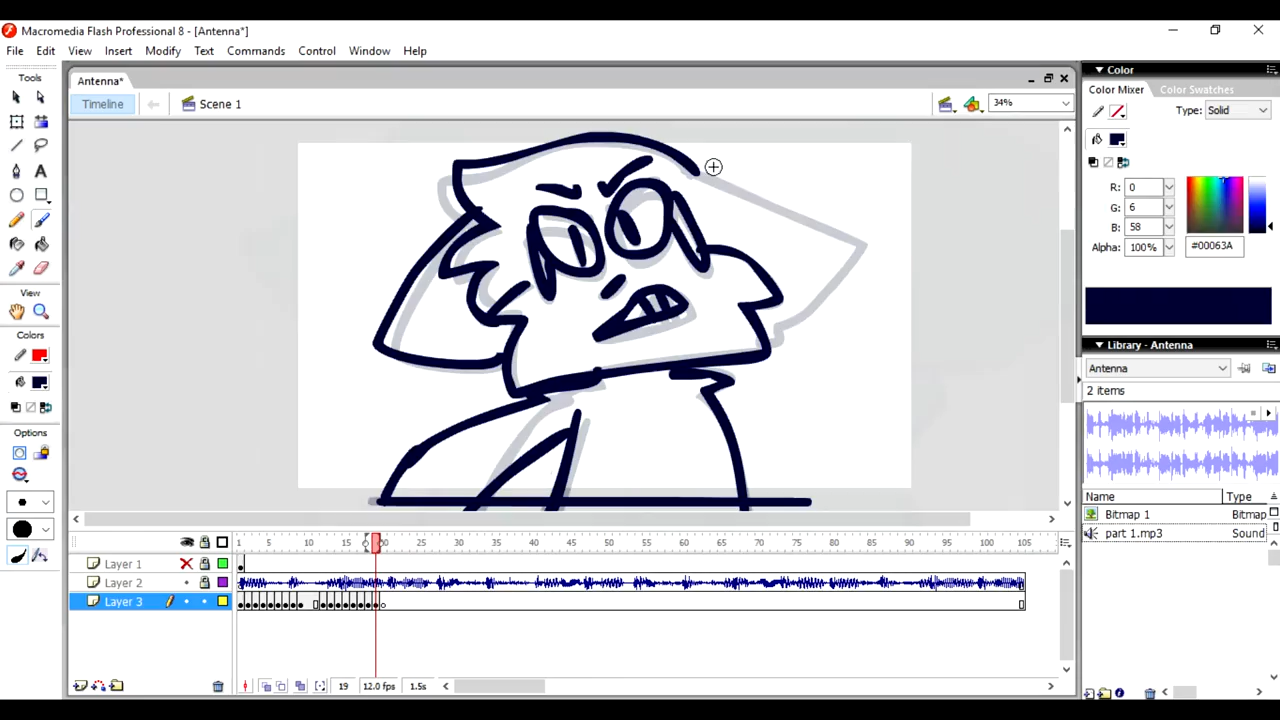 Macromedia Flash Professional 8 - [Antenna*]
File Edit View Insert Modify Text Commands Control Window Help
Tools
Antenna*
Timeline
Scene 1
34%
View
Colors
Options
Color
Color Mixer
Color Swatches
Type: Solid
R: 0
G: 6
B: 58
Alpha: 100%
#00063A
Library - Antenna
Antenna
2 items
Name Type
Bitmap 1 Bitmap
part 1.mp3 Sound
1 5 10 15 20 25 30 35 40 45 50 55 60 65 70 75 80 85 90 95 100 105
Layer 1
Layer 2
Layer 3
19 12.0 fps 1.5s